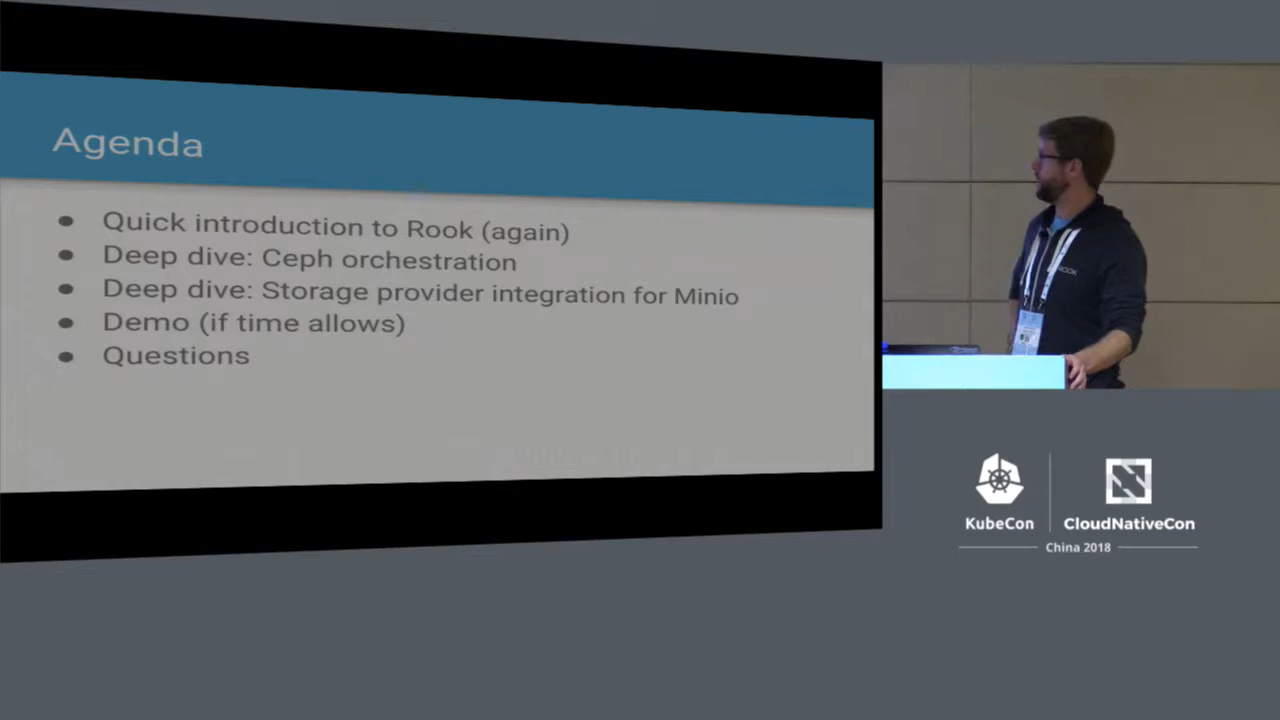 Agenda
Quick introduction to Rook (again)
Deep dive: Ceph orchestration
Deep dive: Storage provider integration for Minio
Demo (if time allows)
Questions
ROOK
KubeCon
CloudNativeCon
China 2018